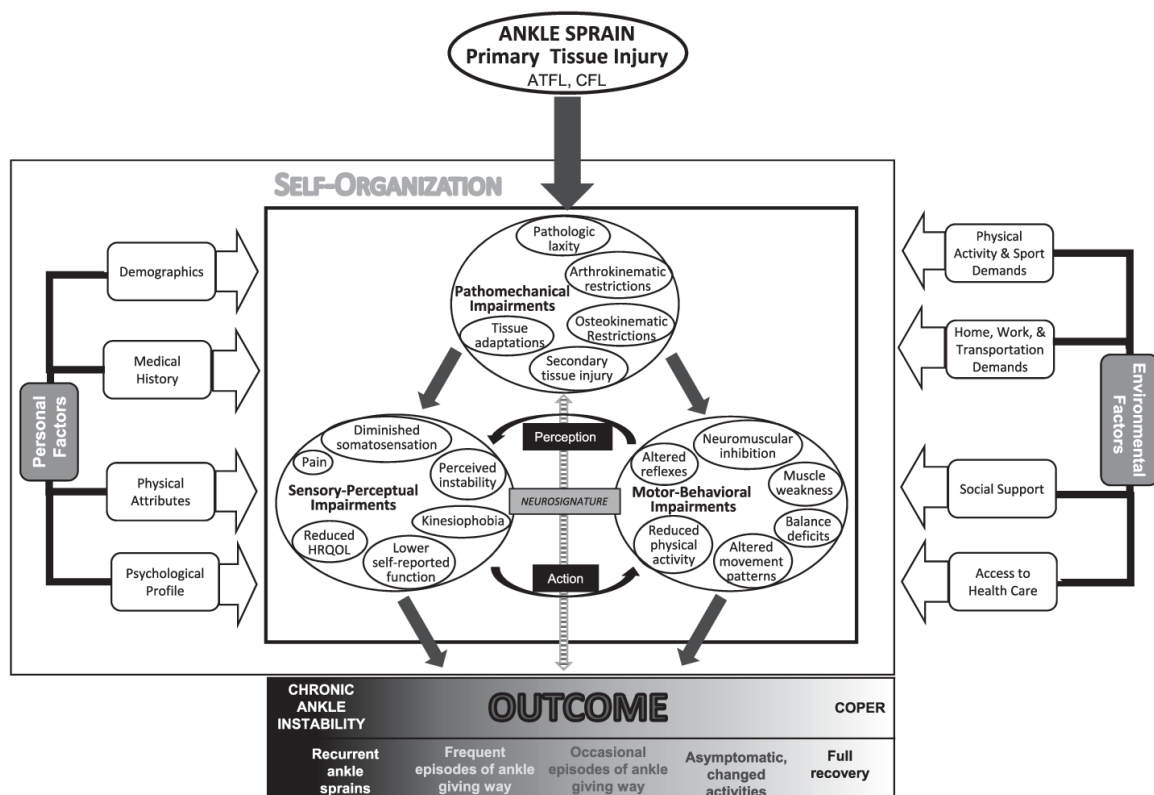 ANKLE SPRAIN
Primary Tissue Injury
ATFL, CFL
SELF-ORGANIZATION
Personal
Factors
Demographics
Medical
History
Physical
Attributes
Psychological
Profile
Pathomechanical
Impairments
Pathologic
laxity
Arthrokinematic
restrictions
Osteokinematic
Restrictions
Tissue
adaptations
Secondary
tissue injury
Sensory-Perceptual
Impairments
Diminished
somatosensation
Pain
Perceived
instability
Kinesiophobia
Reduced
HRQOL
Lower
self-reported
function
Perception
NEUROSIGNATURE
Action
Motor-Behavioral
Impairments
Neuromuscular
inhibition
Altered
reflexes
Muscle
weakness
Balance
deficits
Reduced
physical
activity
Altered
movement
patterns
Environmental
Factors
Physical
Activity & Sport
Demands
Home, Work, &
Transportation
Demands
Social Support
Access to
Health Care
CHRONIC
ANKLE
INSTABILITY
OUTCOME
COPER
Recurrent
ankle
sprains
Frequent
episodes of ankle
giving way
Occasional
episodes of ankle
giving way
Asymptomatic,
changed
activities
Full
recovery